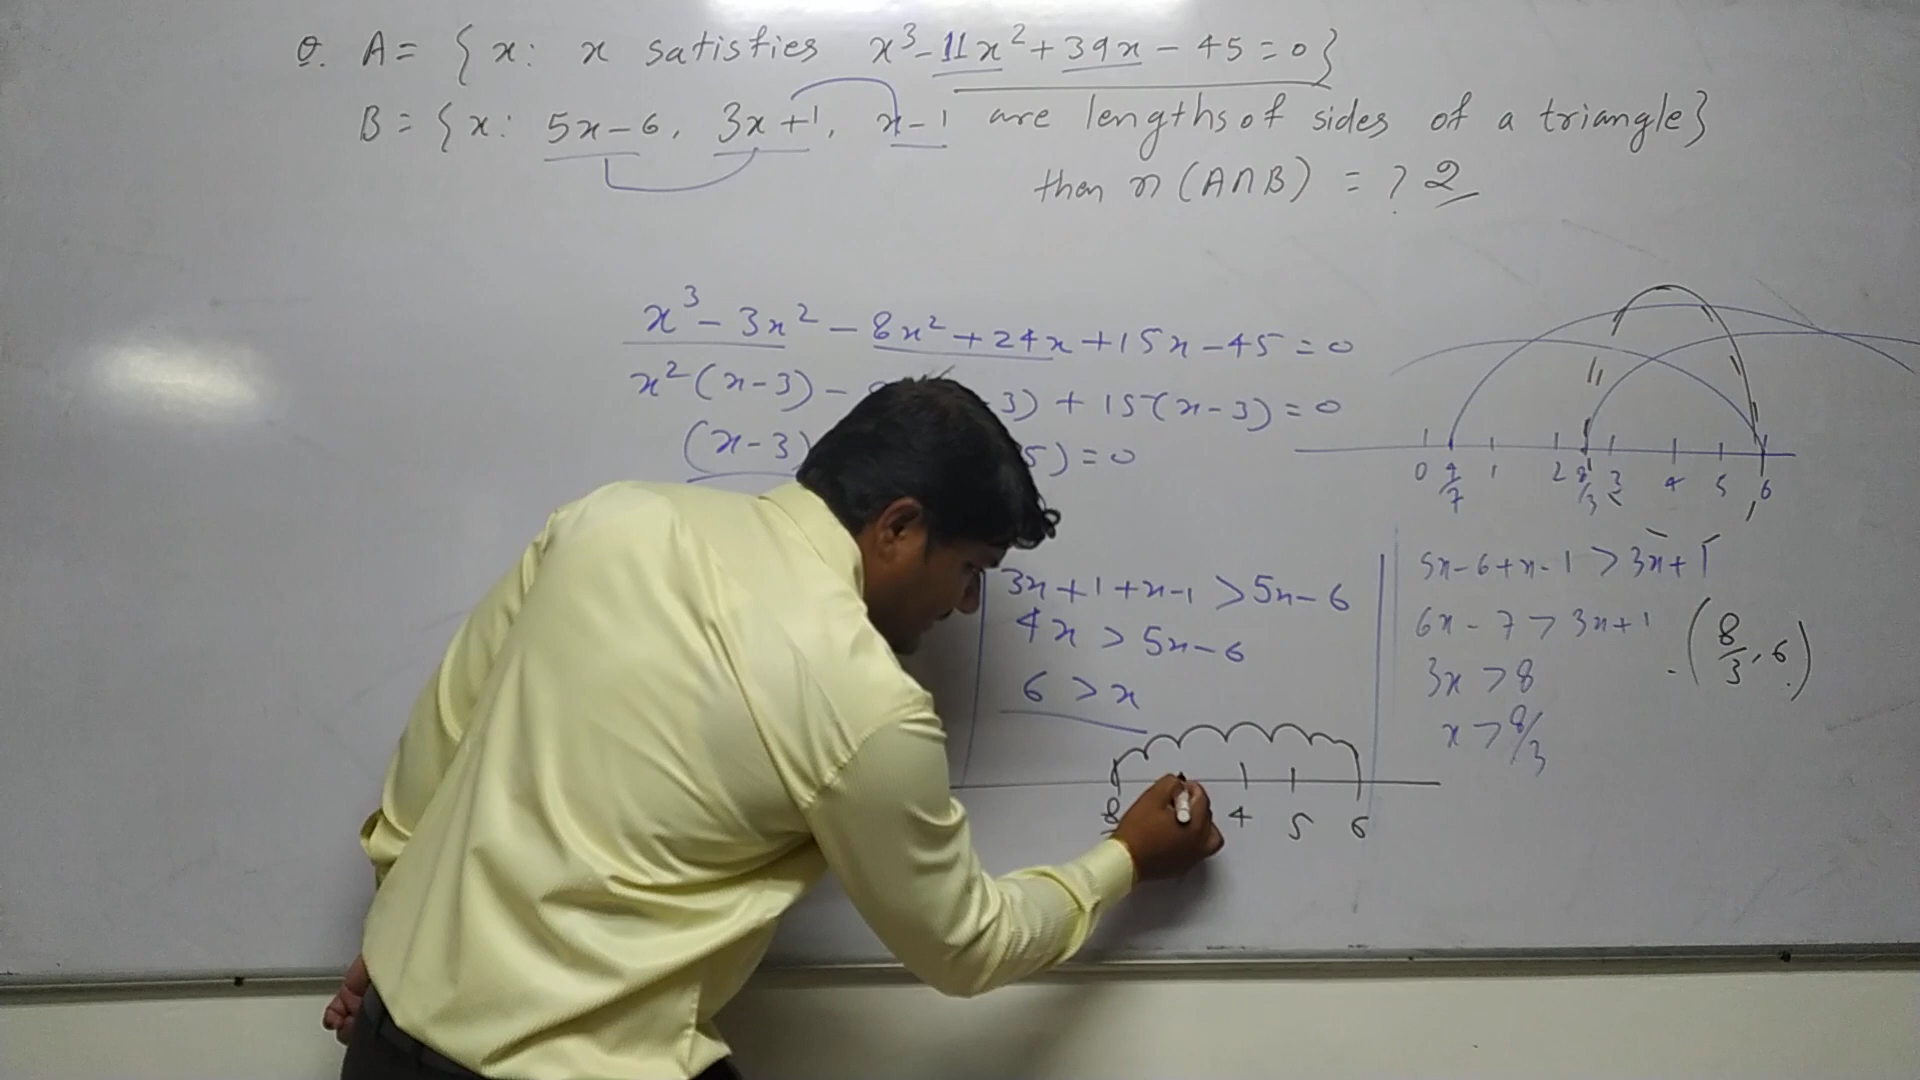 Q. A = { x : x satisfies x³ - 11x² + 39x - 45 = 0 }
B = { x : 5x - 6, 3x + 1, x - 1 are lengths of sides of a triangle }
then n (A∩B) = ? 2
x³ - 3x² - 8x² + 24x + 15x - 45 = 0
x² (x - 3) - 3) + 15 (x - 3) = 0
(x - 3) 5) = 0
0 4/7 1 2 8/3 3 4 5 6
3x + 1 + x - 1 > 5x - 6
4x > 5x - 6
6 > x
8 4 5 6
5x - 6 + x - 1 > 3x + 1
6x - 7 > 3x + 1
3x > 8
x > 8/3
(8/3, 6)